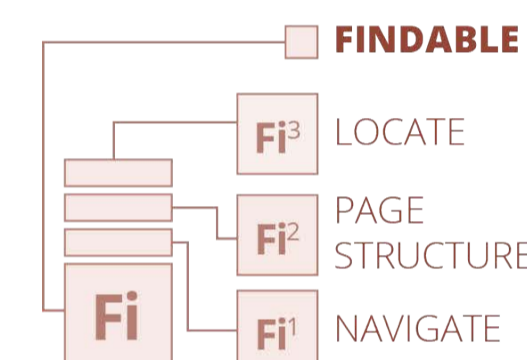 FINDABLE
Fi³ LOCATE
PAGE
Fi² STRUCTURE
Fi
Fi¹ NAVIGATE